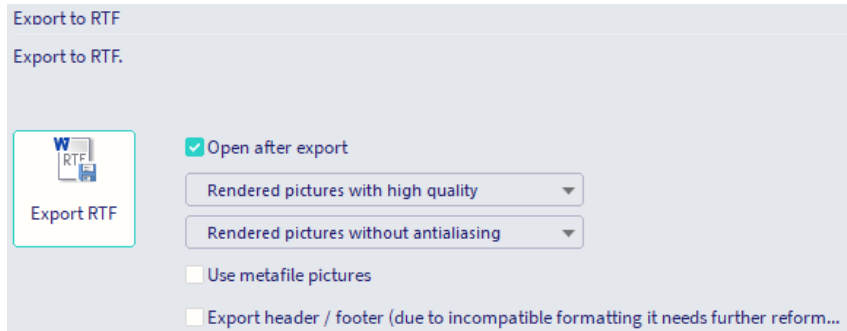 Export to RTF
Export to RTF.
W
RTF
Export RTF
Open after export
Rendered pictures with high quality
Rendered pictures without antialiasing
Use metafile pictures
Export header / footer (due to incompatible formatting it needs further reform...